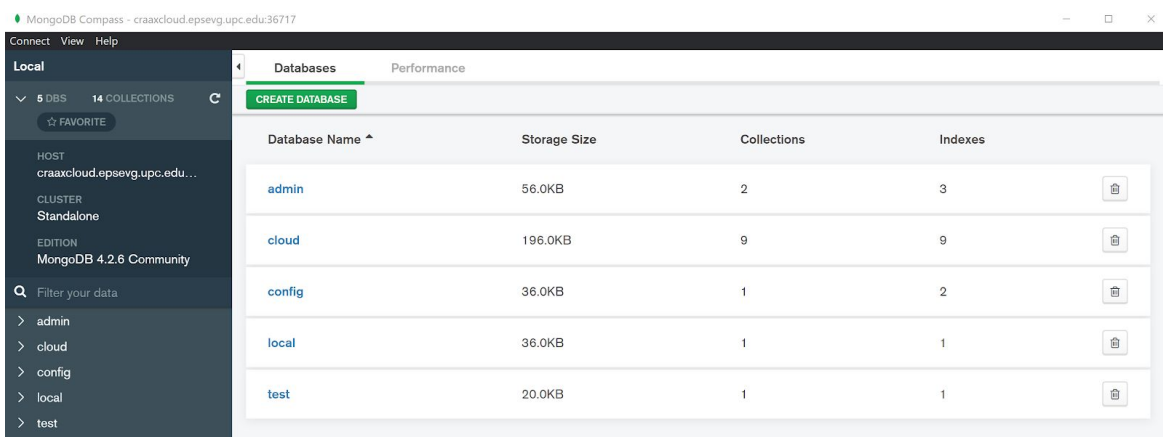 MongoDB Compass - craaxcloud.epsevg.upc.edu:36717
Connect View Help
Local
5 DBS 14 COLLECTIONS
FAVORITE
HOST
craaxcloud.epsevg.upc.edu...
CLUSTER
Standalone
EDITION
MongoDB 4.2.6 Community
Filter your data
admin
cloud
config
local
test
Databases Performance
CREATE DATABASE
Database Name Storage Size Collections Indexes
admin 56.0KB 2 3
cloud 196.0KB 9 9
config 36.0KB 1 2
local 36.0KB 1 1
test 20.0KB 1 1